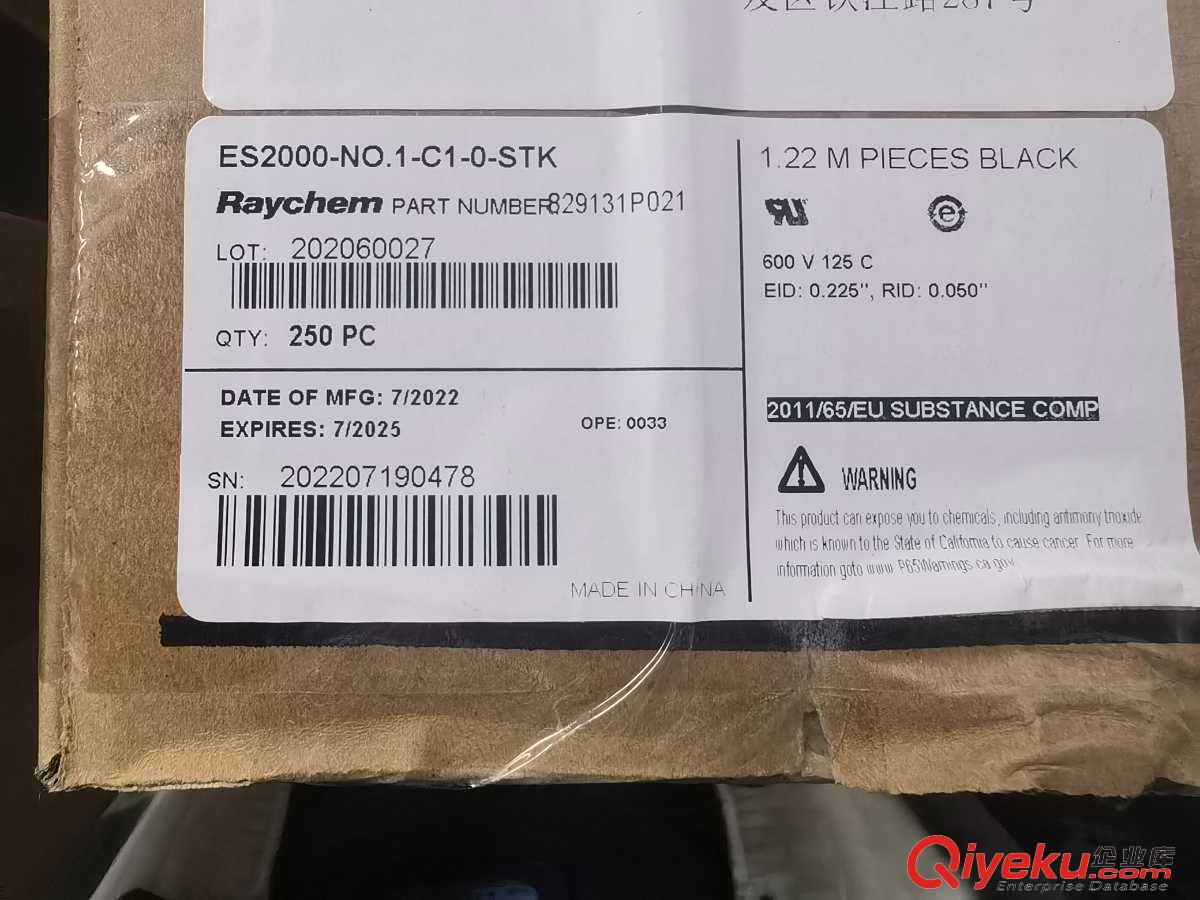 ES2000-NO.1-C1-0-STK
Raychem PART NUMBER: 829131P021
LOT: 202060027
QTY: 250 PC
DATE OF MFG: 7/2022
EXPIRES: 7/2025
OPE: 0033
SN: 202207190478
MADE IN CHINA
1.22 M PIECES BLACK
600 V 125 C
EID: 0.225", RID: 0.050"
2011/65/EU SUBSTANCE COMP
WARNING
This product can expose you to chemicals, including antimony trioxide
which is known to the State of California to cause cancer. For more
information goto www.P65Warnings.ca.gov.
Qiyeku.com 企业库
Enterprise Database